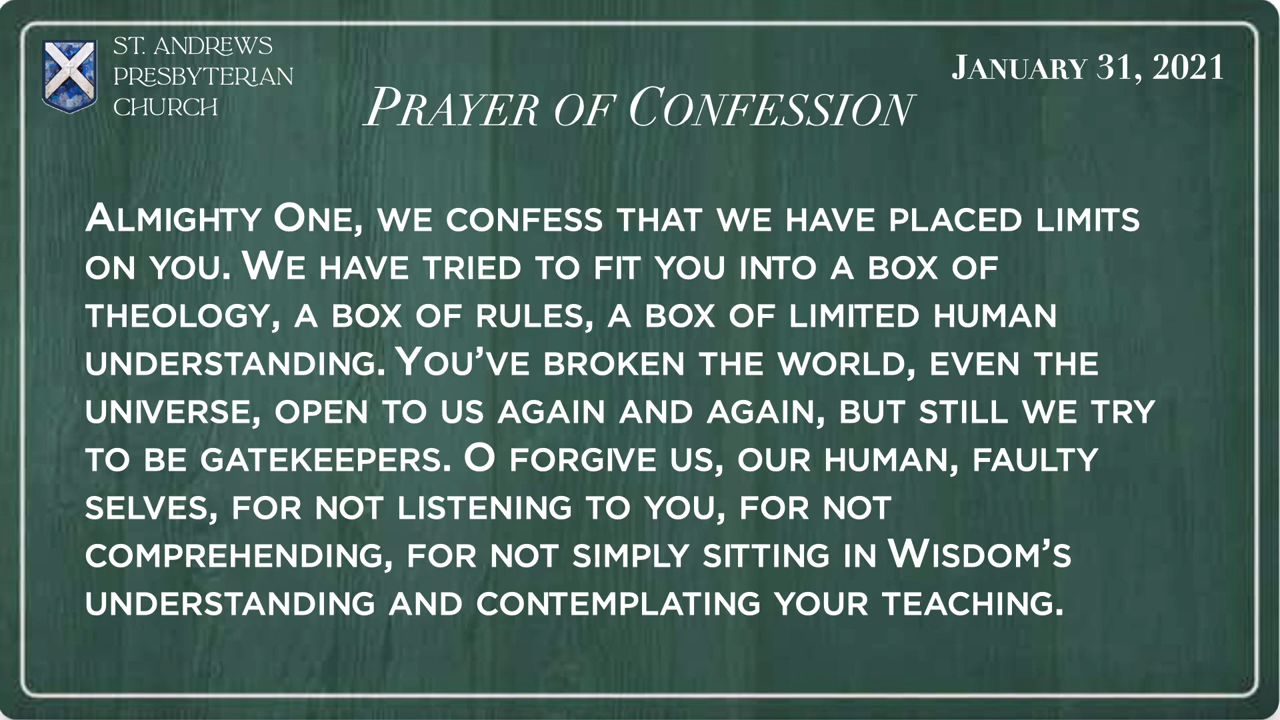 ST. ANDREWS
PRESBYTERIAN
CHURCH
JANUARY 31, 2021
PRAYER OF CONFESSION
ALMIGHTY ONE, WE CONFESS THAT WE HAVE PLACED LIMITS
ON YOU. WE HAVE TRIED TO FIT YOU INTO A BOX OF
THEOLOGY, A BOX OF RULES, A BOX OF LIMITED HUMAN
UNDERSTANDING. YOU’VE BROKEN THE WORLD, EVEN THE
UNIVERSE, OPEN TO US AGAIN AND AGAIN, BUT STILL WE TRY
TO BE GATEKEEPERS. O FORGIVE US, OUR HUMAN, FAULTY
SELVES, FOR NOT LISTENING TO YOU, FOR NOT
COMPREHENDING, FOR NOT SIMPLY SITTING IN WISDOM’S
UNDERSTANDING AND CONTEMPLATING YOUR TEACHING.